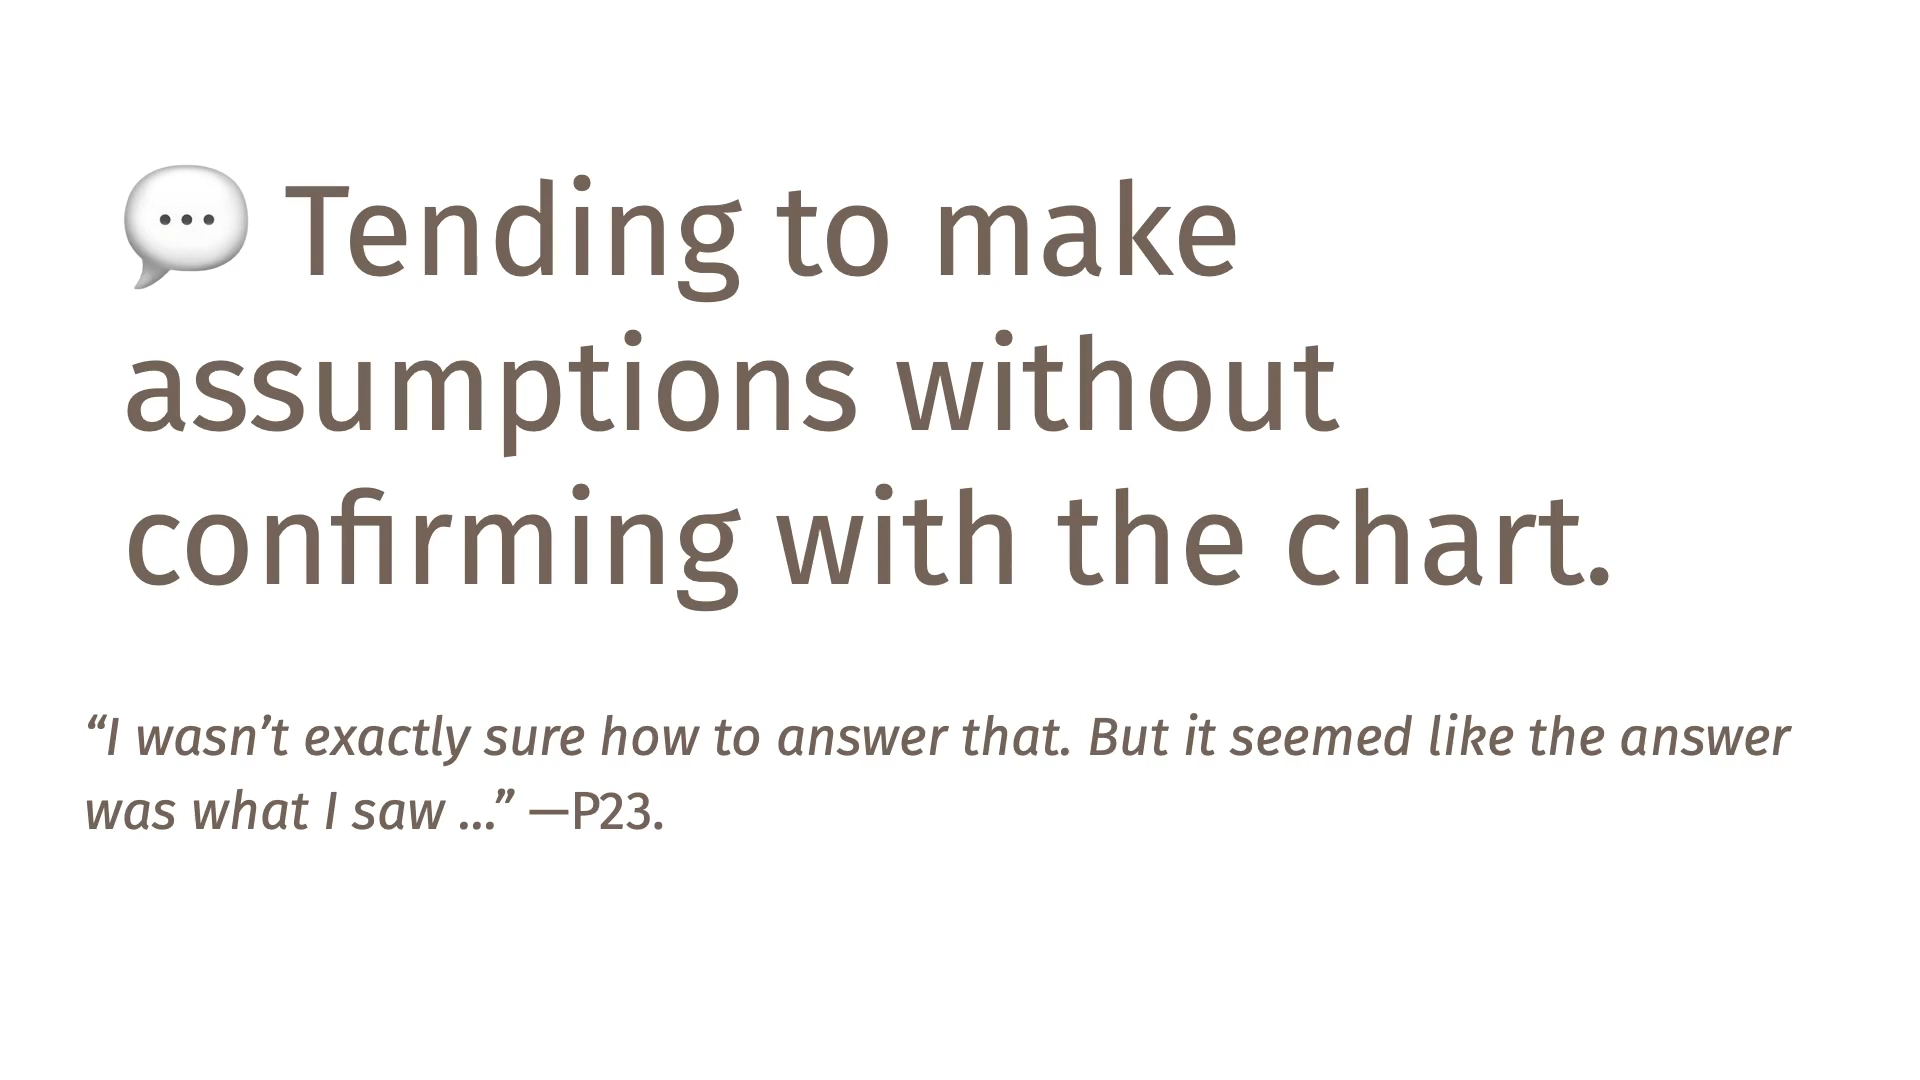 💬 Tending to make
assumptions without
confirming with the chart.
“I wasn’t exactly sure how to answer that. But it seemed like the answer
was what I saw …” —P23.